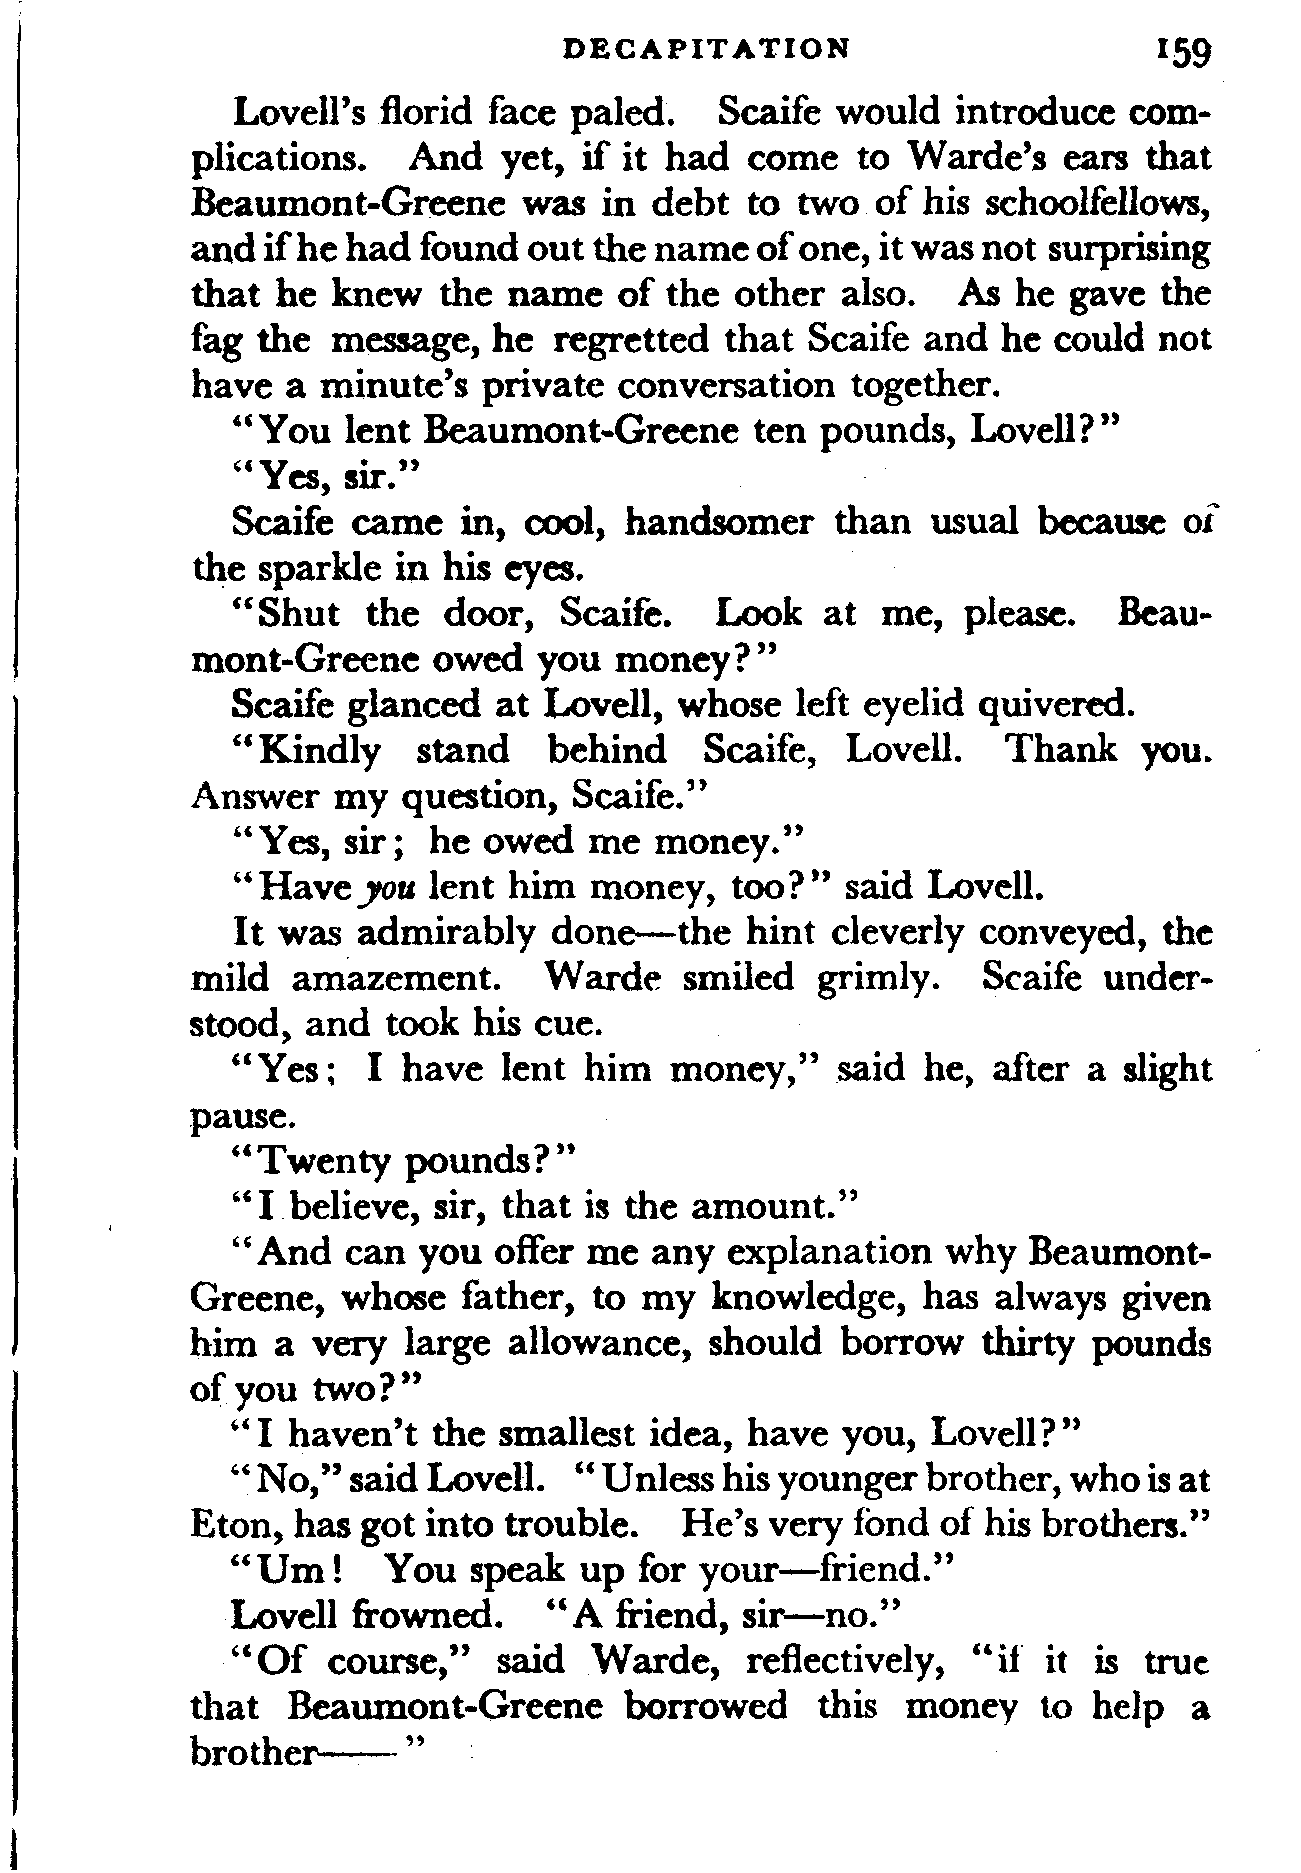 DECAPITATION 159
Lovell's florid face paled. Scaife would introduce com-
plications. And yet, if it had come to Warde's ears that
Beaumont-Greene was in debt to two of his schoolfellows,
and if he had found out the name of one, it was not surprising
that he knew the name of the other also. As he gave the
fag the message, he regretted that Scaife and he could not
have a minute's private conversation together.
"You lent Beaumont-Greene ten pounds, Lovell?"
"Yes, sir."
Scaife came in, cool, handsomer than usual because of
the sparkle in his eyes.
"Shut the door, Scaife. Look at me, please. Beau-
mont-Greene owed you money?"
Scaife glanced at Lovell, whose left eyelid quivered.
"Kindly stand behind Scaife, Lovell. Thank you.
Answer my question, Scaife."
"Yes, sir; he owed me money."
"Have you lent him money, too?" said Lovell.
It was admirably done—the hint cleverly conveyed, the
mild amazement. Warde smiled grimly. Scaife under-
stood, and took his cue.
"Yes; I have lent him money," said he, after a slight
pause.
"Twenty pounds?"
"I believe, sir, that is the amount."
"And can you offer me any explanation why Beaumont-
Greene, whose father, to my knowledge, has always given
him a very large allowance, should borrow thirty pounds
of you two?"
"I haven't the smallest idea, have you, Lovell?"
"No," said Lovell. "Unless his younger brother, who is at
Eton, has got into trouble. He's very fond of his brothers."
"Um! You speak up for your—friend."
Lovell frowned. "A friend, sir—no."
"Of course," said Warde, reflectively, "if it is true
that Beaumont-Greene borrowed this money to help a
brother——"